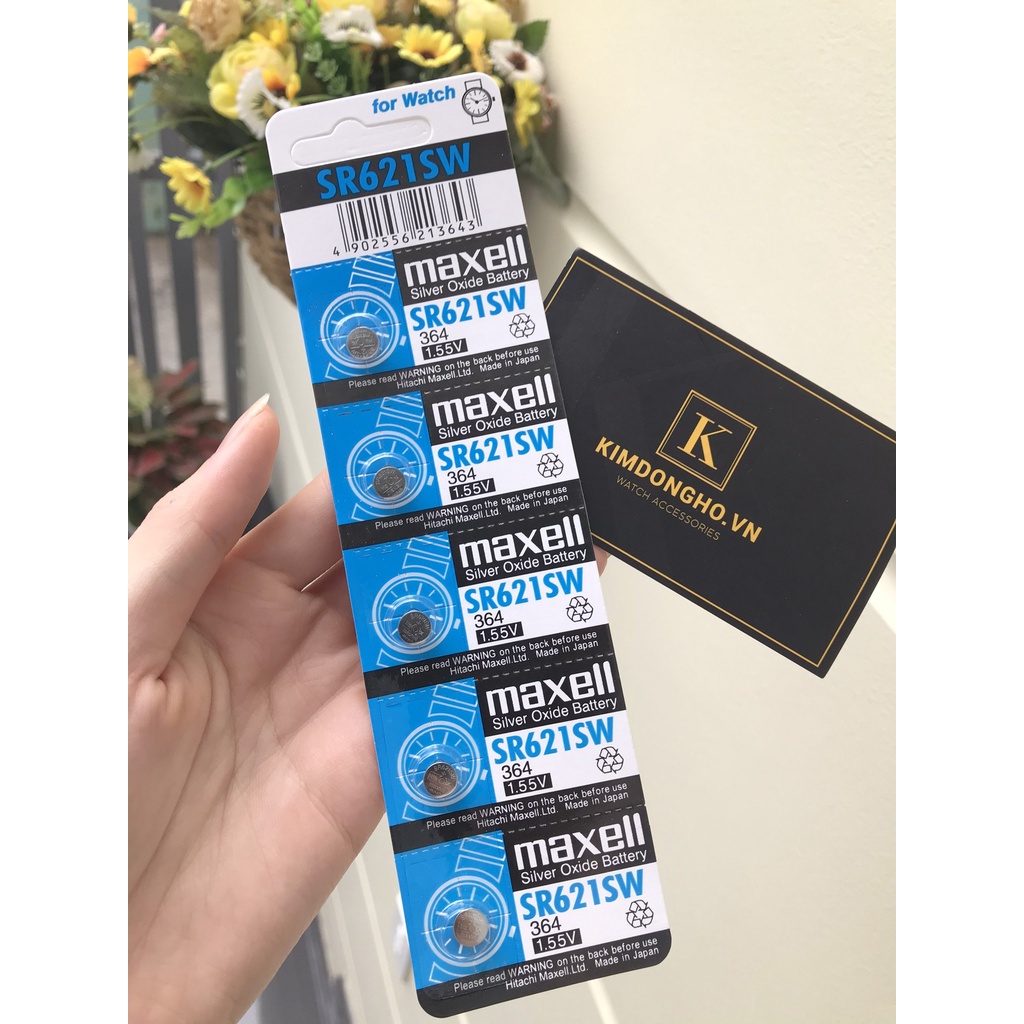 for Watch
SR621SW
4 902556 213643
maxell
Silver Oxide Battery
SR621SW
364
1.55V
Please read WARNING on the back before use
Hitachi Maxell.Ltd. Made in Japan
maxell
Silver Oxide Battery
SR621SW
364
1.55V
Please read WARNING on the back before use
Hitachi Maxell.Ltd. Made in Japan
maxell
Silver Oxide Battery
SR621SW
364
1.55V
Please read WARNING on the back before use
Hitachi Maxell.Ltd. Made in Japan
maxell
Silver Oxide Battery
SR621SW
364
1.55V
Please read WARNING on the back before use
Hitachi Maxell.Ltd. Made in Japan
maxell
Silver Oxide Battery
SR621SW
364
1.55V
Please read WARNING on the back before use
Hitachi Maxell.Ltd. Made in Japan
K
KIMDONGHO.VN
WATCH ACCESSORIES